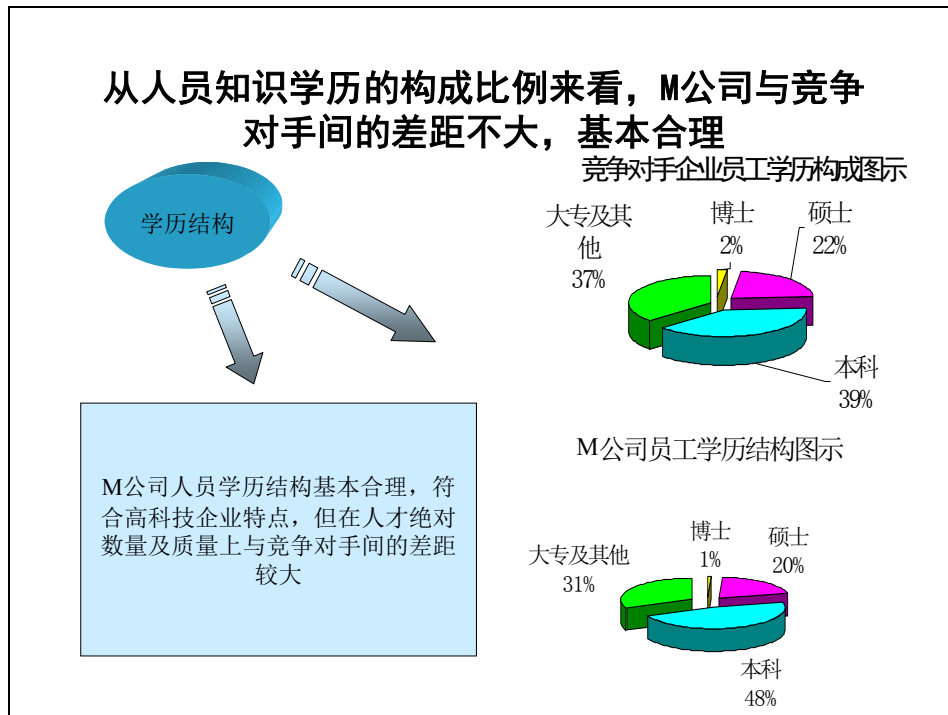 从人员知识学历的构成比例来看，M公司与竞争
对手间的差距不大，基本合理
学历结构
竞争对手企业员工学历构成图示
大专及其
他
37%
博士
2%
硕士
22%
本科
39%
M公司人员学历结构基本合理，符
合高科技企业特点，但在人才绝对
数量及质量上与竞争对手间的差距
较大
M公司员工学历结构图示
大专及其他
31%
博士
1%
硕士
20%
本科
48%